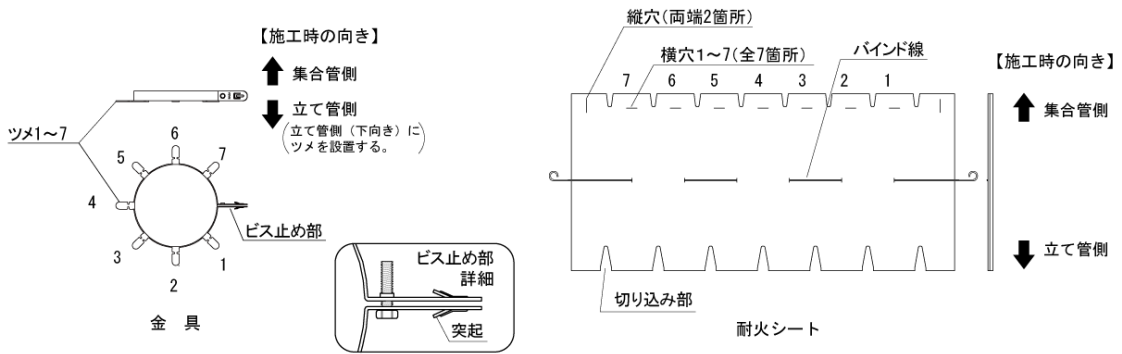 【施工時の向き】
集合管側
立て管側
(立て管側（下向き）に
ツメを設置する。)
ツメ1～7
6
5
7
4
3
1
2
ビス止め部
金 具
ビス止め部
詳細
突起
縦穴(両端2箇所)
横穴1～7(全7箇所)
バインド線
7 6 5 4 3 2 1
【施工時の向き】
集合管側
立て管側
切り込み部
耐火シート